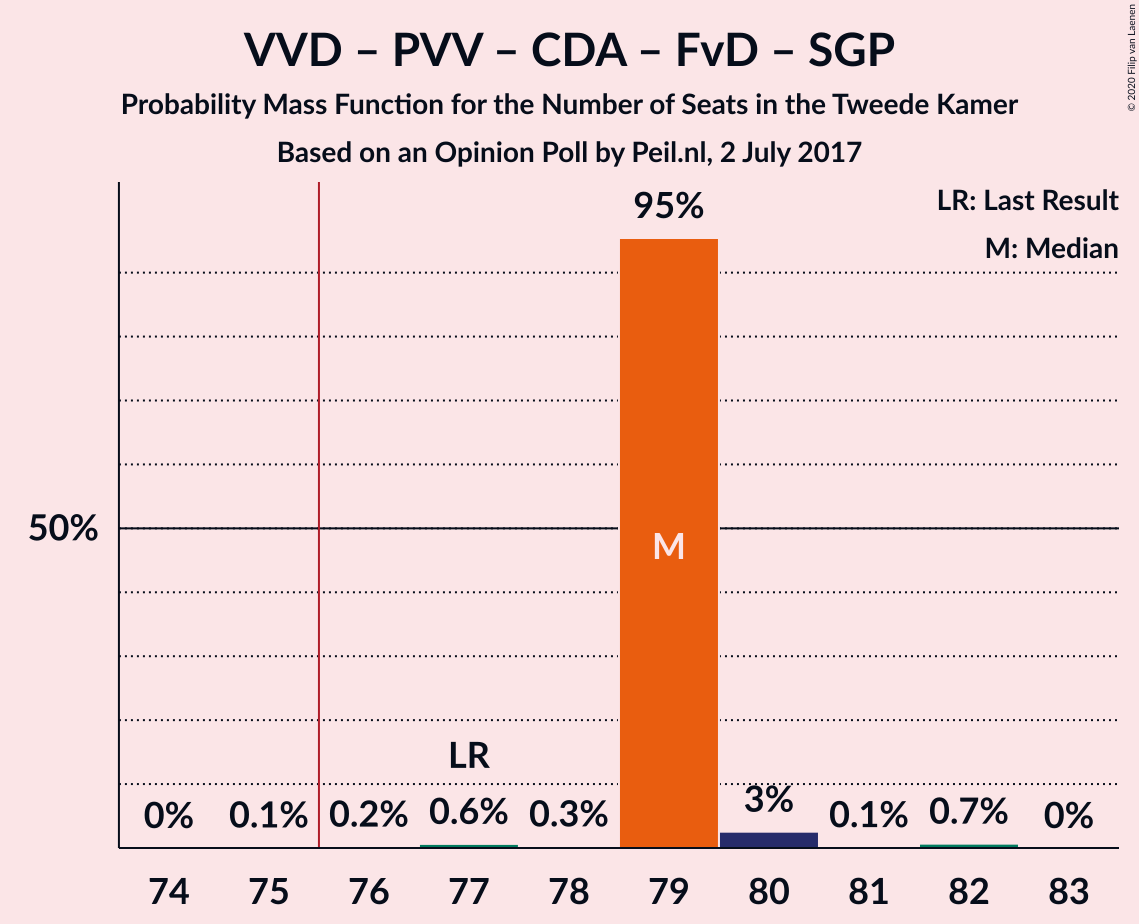 VVD – PVV – CDA – FvD – SGP
Probability Mass Function for the Number of Seats in the Tweede Kamer
Based on an Opinion Poll by Peil.nl, 2 July 2017
© 2020 Filip van Laenen
LR: Last Result
M: Median
95%
50%
M
LR
0% 0.1% 0.2% 0.6% 0.3% 3% 0.1% 0.7% 0%
74 75 76 77 78 79 80 81 82 83